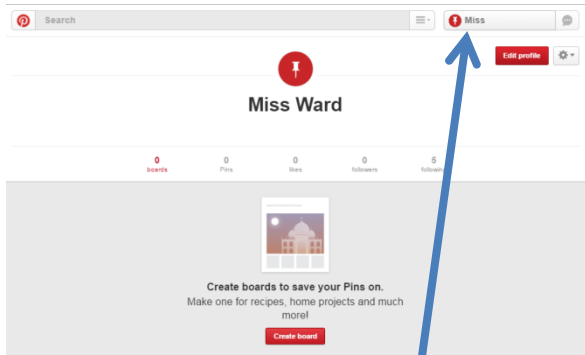 Search
Miss
Edit profile
Miss Ward
0 0 0 0 5
boards Pins likes followers followin
Create boards to save your Pins on.
Make one for recipes, home projects and much
more!
Create board